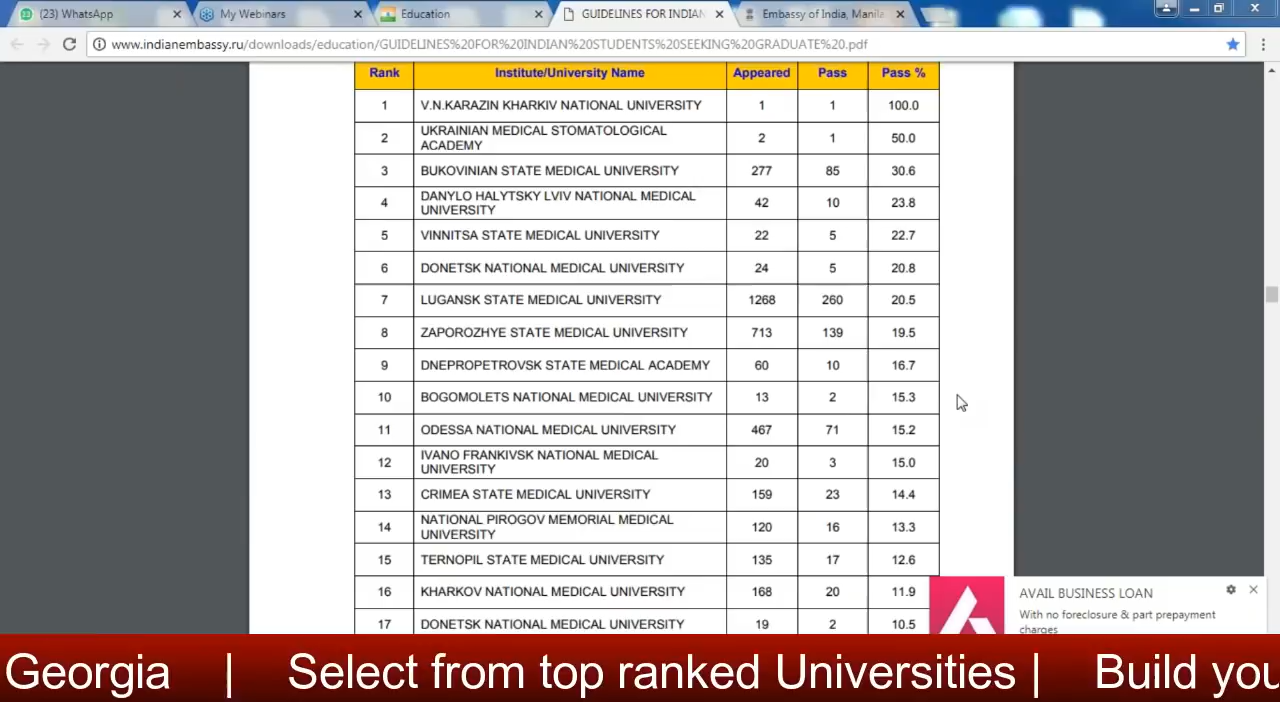 (23) WhatsApp
My Webinars
Education
GUIDELINES FOR INDIAN
Embassy of India, Manila
www.indianembassy.ru/downloads/education/GUIDELINES%20FOR%20INDIAN%20STUDENTS%20SEEKING%20GRADUATE%20.pdf
Rank Institute/University Name Appeared Pass Pass %
1 V.N.KARAZIN KHARKIV NATIONAL UNIVERSITY 1 1 100.0
2 UKRAINIAN MEDICAL STOMATOLOGICAL
ACADEMY 2 1 50.0
3 BUKOVINIAN STATE MEDICAL UNIVERSITY 277 85 30.6
4 DANYLO HALYTSKY LVIV NATIONAL MEDICAL
UNIVERSITY 42 10 23.8
5 VINNITSA STATE MEDICAL UNIVERSITY 22 5 22.7
6 DONETSK NATIONAL MEDICAL UNIVERSITY 24 5 20.8
7 LUGANSK STATE MEDICAL UNIVERSITY 1268 260 20.5
8 ZAPOROZHYE STATE MEDICAL UNIVERSITY 713 139 19.5
9 DNEPROPETROVSK STATE MEDICAL ACADEMY 60 10 16.7
10 BOGOMOLETS NATIONAL MEDICAL UNIVERSITY 13 2 15.3
11 ODESSA NATIONAL MEDICAL UNIVERSITY 467 71 15.2
12 IVANO FRANKIVSK NATIONAL MEDICAL
UNIVERSITY 20 3 15.0
13 CRIMEA STATE MEDICAL UNIVERSITY 159 23 14.4
14 NATIONAL PIROGOV MEMORIAL MEDICAL
UNIVERSITY 120 16 13.3
15 TERNOPIL STATE MEDICAL UNIVERSITY 135 17 12.6
16 KHARKOV NATIONAL MEDICAL UNIVERSITY 168 20 11.9
17 DONETSK NATIONAL MEDICAL UNIVERSITY 19 2 10.5
AVAIL BUSINESS LOAN
With no foreclosure & part prepayment
charges
Georgia | Select from top ranked Universities | Build you